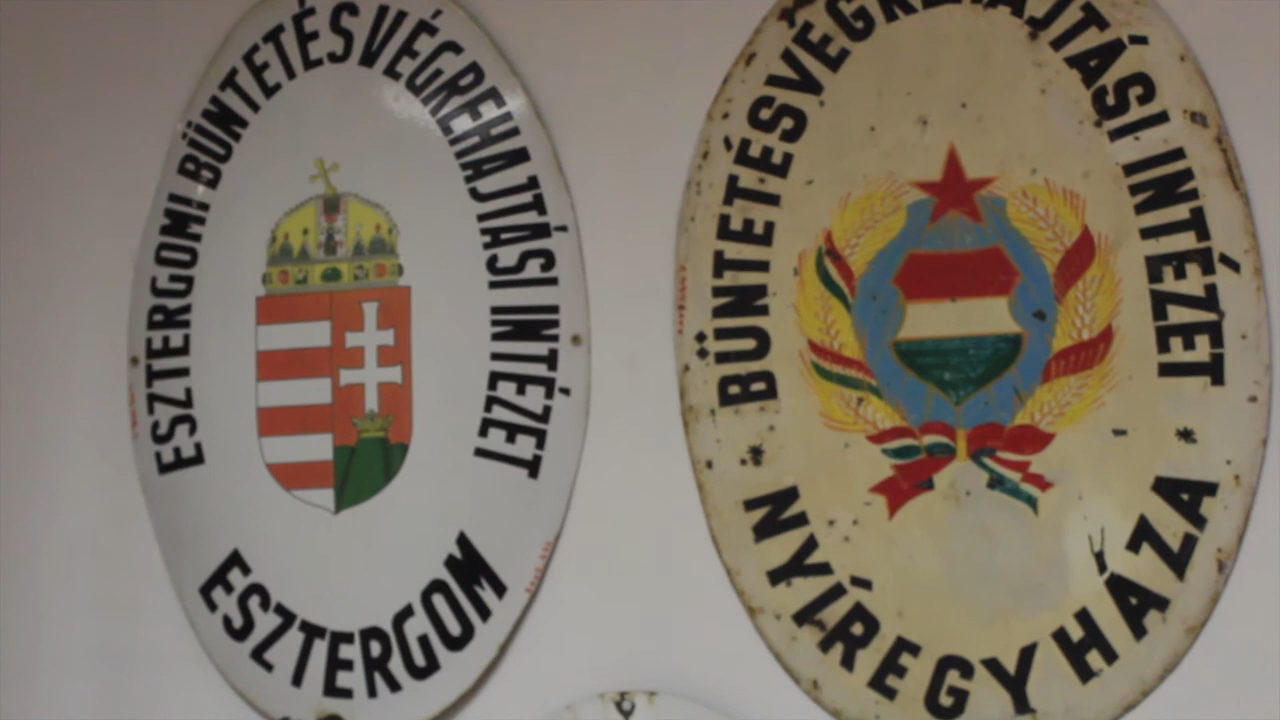 ESZTERGOMI BÜNTETÉSVÉGREHAJTÁSI INTÉZET
ESZTERGOM
BÜNTETÉSVÉGREHAJTÁSI INTÉZET
* NYÍREGYHÁZA *